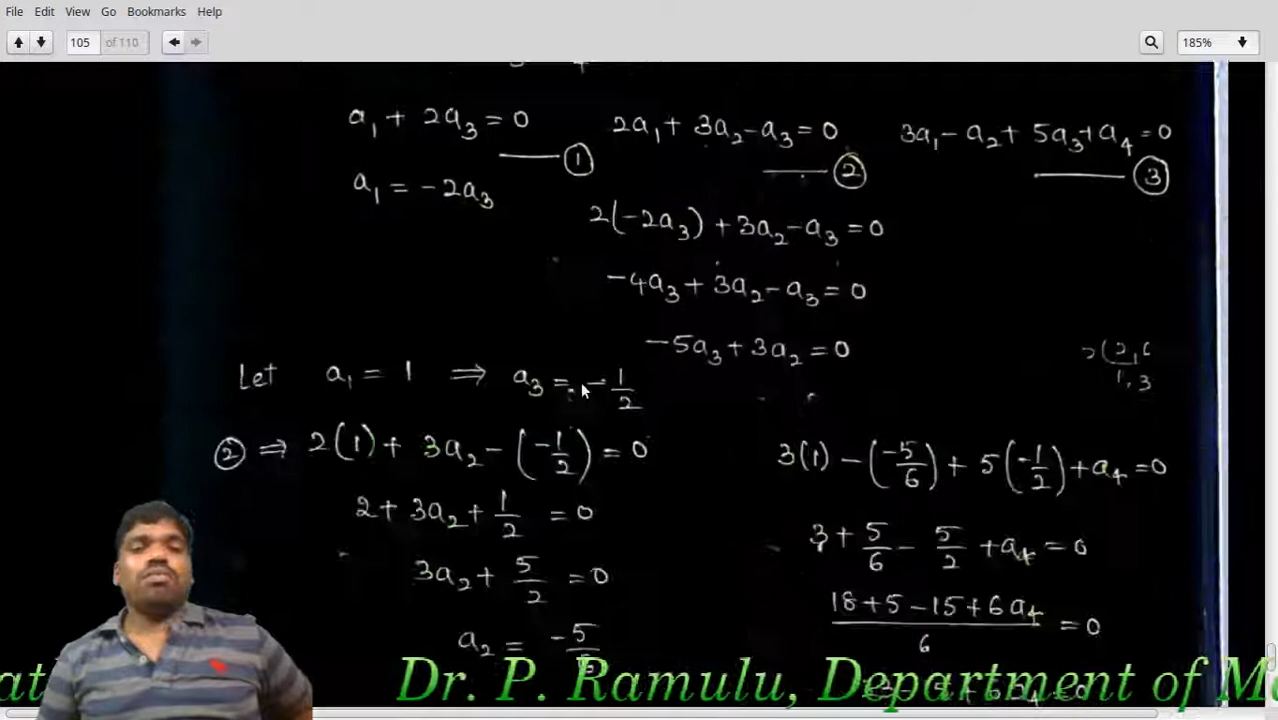 File Edit View Go Bookmarks Help
105 of 110 185%
a₁ + 2a₃ = 0 ——— ①
a₁ = -2a₃
2a₁ + 3a₂ - a₃ = 0 ——— ②
3a₁ - a₂ + 5a₃ + a₄ = 0 ——— ③
2(-2a₃) + 3a₂ - a₃ = 0
-4a₃ + 3a₂ - a₃ = 0
-5a₃ + 3a₂ = 0
Let a₁ = 1 ⟹ a₃ = -1/2
② ⟹ 2(1) + 3a₂ - (-1/2) = 0
2 + 3a₂ + 1/2 = 0
3a₂ + 5/2 = 0
a₂ = -5
3(1) - (-5/6) + 5(-1/2) + a₄ = 0
3 + 5/6 - 5/2 + a₄ = 0
(18 + 5 - 15 + 6a₄)/6 = 0
Dr. P. Ramulu, Department of M